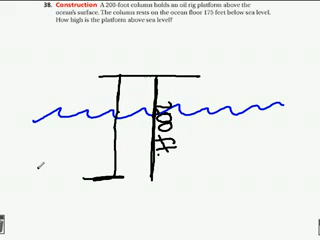 38. Construction A 200-foot column holds an oil rig platform above the
ocean's surface. The column rests on the ocean floor 175 feet below sea level.
How high is the platform above sea level?
200 ft.